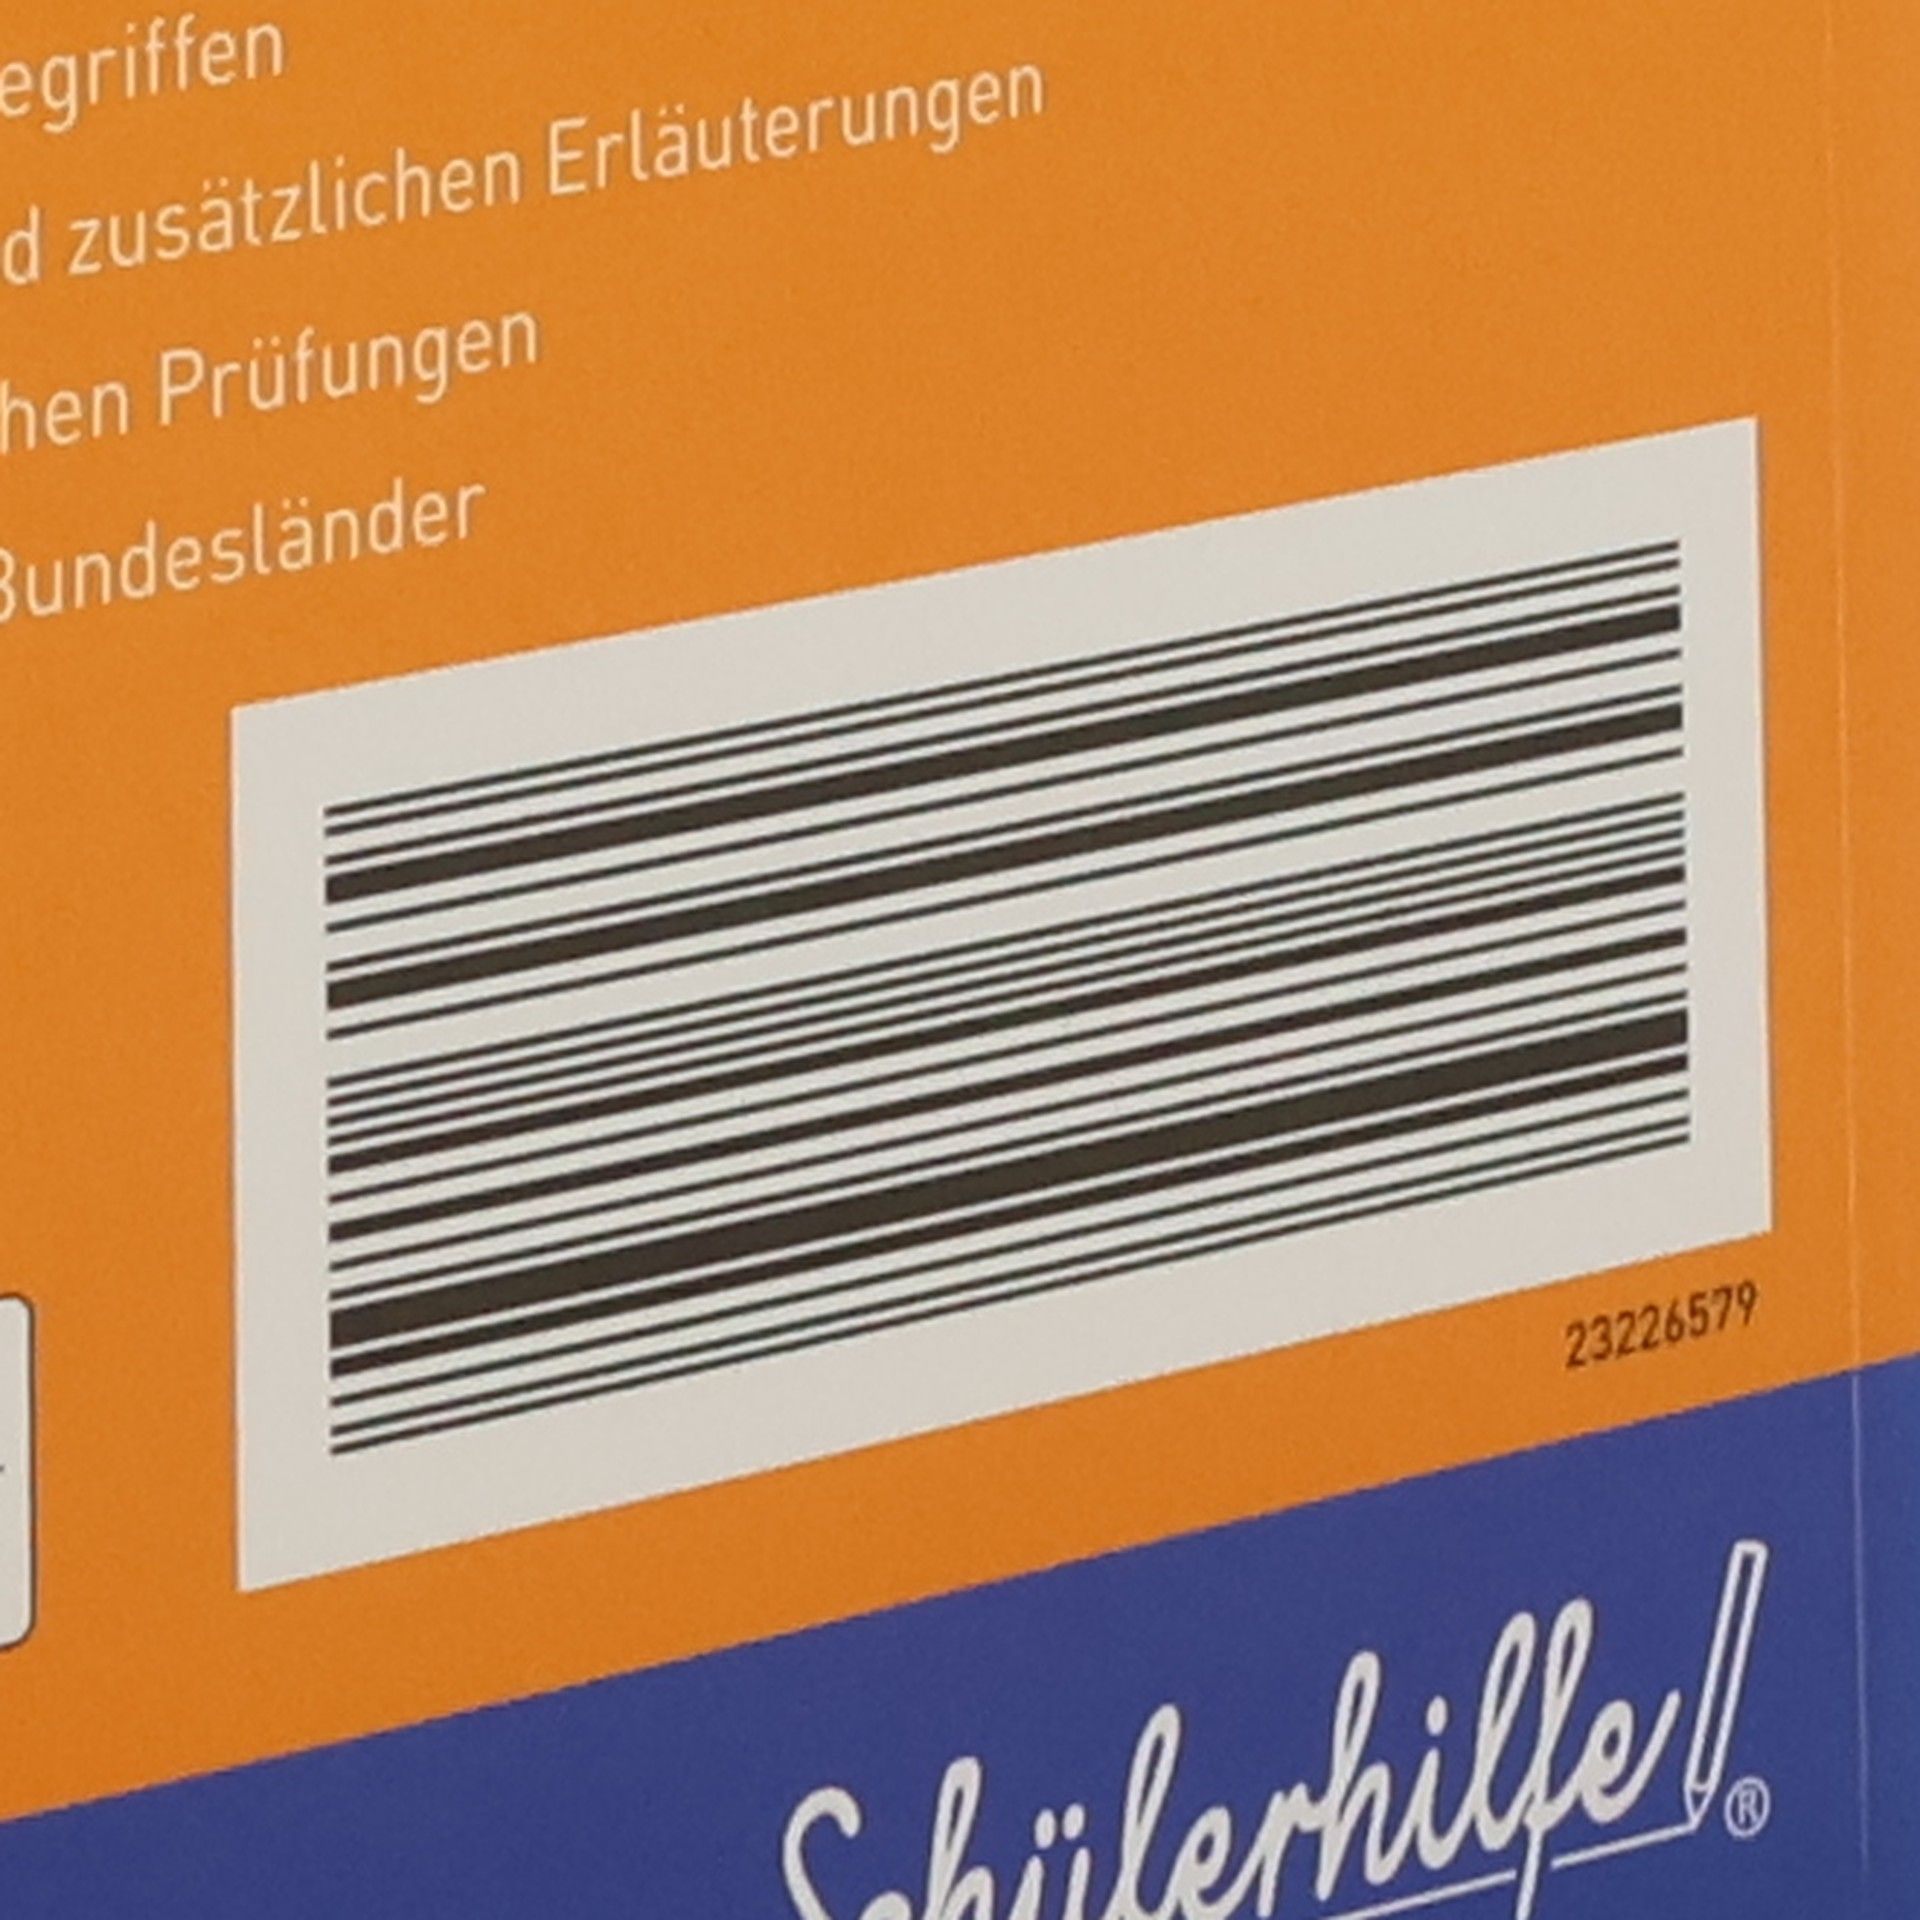 egriffen
d zusätzlichen Erläuterungen
hen Prüfungen
Bundesländer
23226579
Schülerhilfe!
®